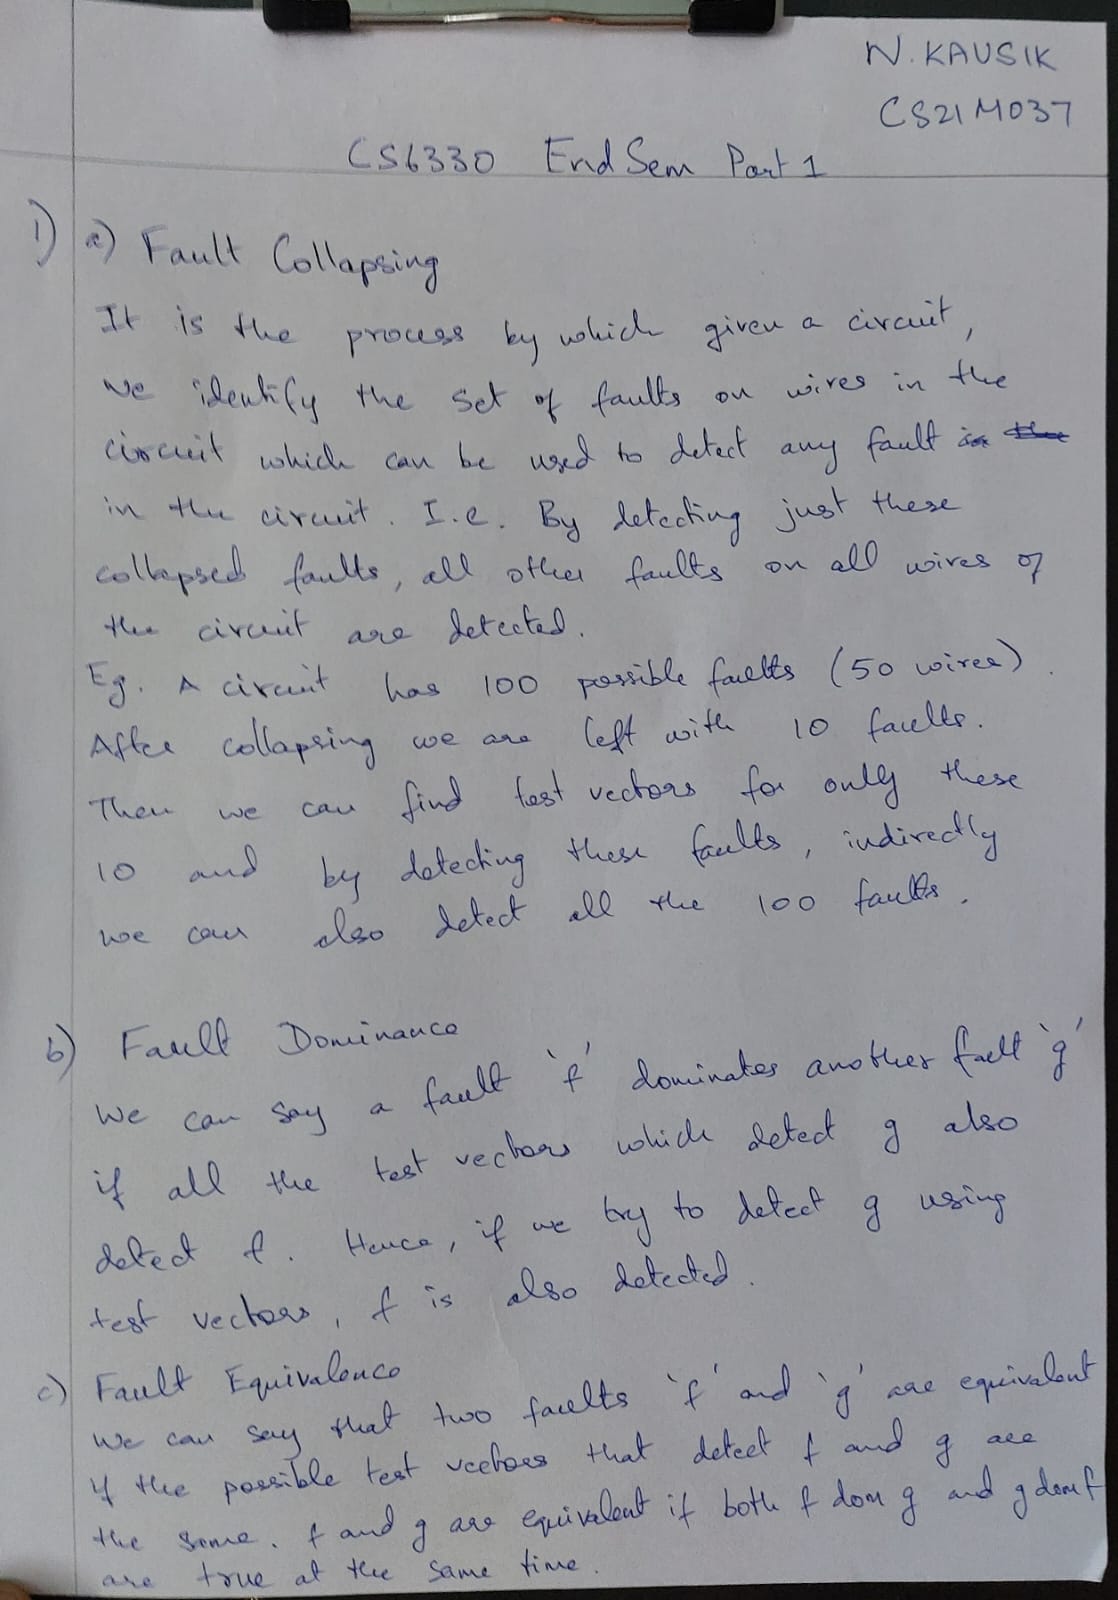 N. KAUSIK
CS21M037
CS6330 End Sem Part 1
1) a) Fault Collapsing
It is the process by which given a circuit,
we identify the set of faults on wires in the
circuit which can be used to detect any fault in the
in the circuit. I.e. By detecting just these
collapsed faults, all other faults on all wires of
the circuit are detected.
Eg. A circuit has 100 possible faults (50 wires).
After collapsing we are left with 10 faults.
Then we can find test vectors for only these
10 and by detecting these faults, indirectly
we can also detect all the 100 faults.
b) Fault Dominance
We can say a fault 'f' dominates another fault 'g'
if all the test vectors which detect g also
detect f. Hence, if we try to detect g using
test vectors, f is also detected.
c) Fault Equivalence
We can say that two faults 'f' and 'g' are equivalent
if the possible test vectors that detect f and g are
the same. f and g are equivalent if both f dom g and g dom f
are true at the same time.